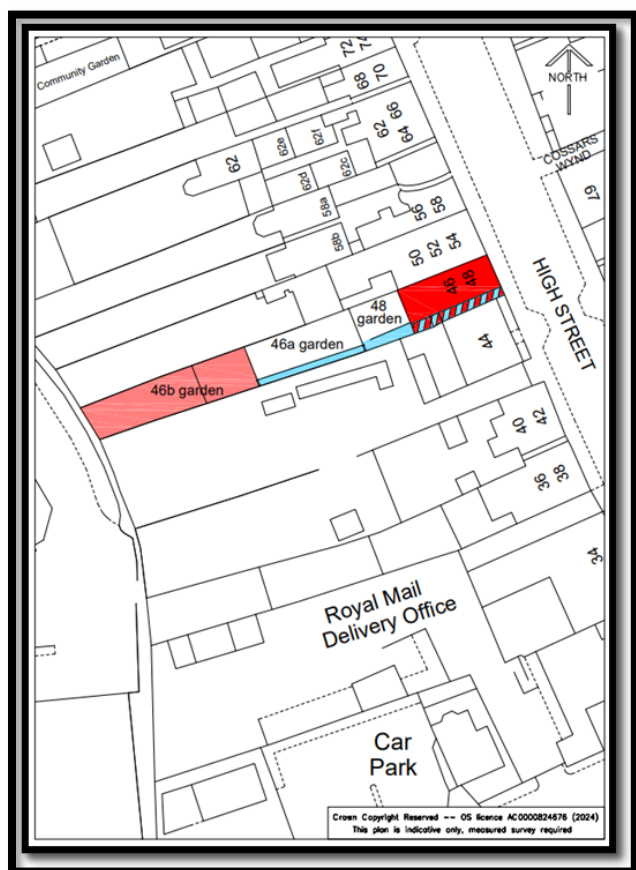 Community Garden
72
74
68
70
NORTH
62
64
66
62e
62f
62
62d
62c
COSSARS
WYND
58a
56
58
67
58b
50
52
54
HIGH STREET
46
48
48
garden
46a garden
44
46b garden
40
42
36
38
34
Royal Mail
Delivery Office
Car
Park
Crown Copyright Reserved -- OS licence AC0000824676 (2024)
This plan is indicative only, measured survey required